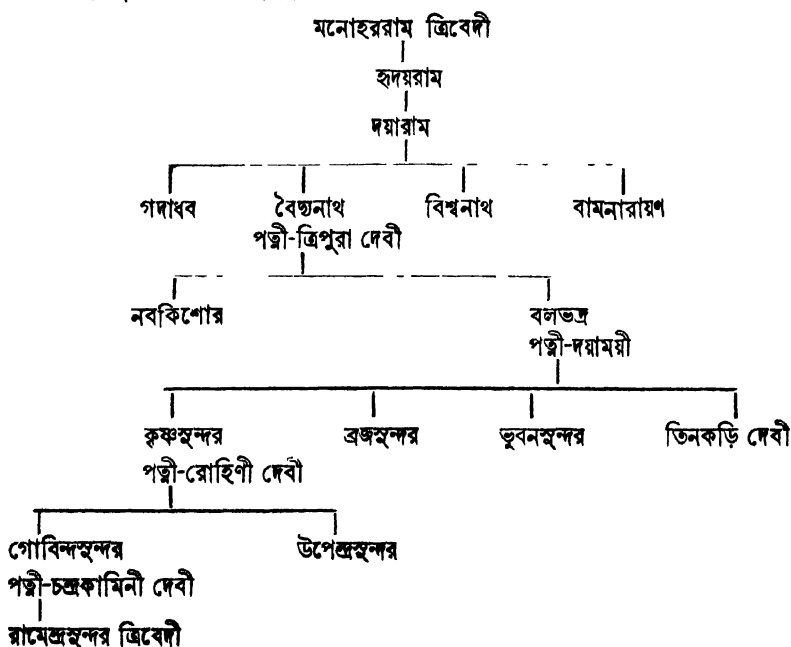 মনোহররাম ত্রিবেদী
হৃদয়রাম
দয়ারাম
গদাধব বৈদ্যনাথ বিশ্বনাথ বামনারায়ণ
পত্নী-ত্রিপুরা দেবী
নবকিশোর বলভদ্র
পত্নী-দয়াময়ী
কৃষ্ণসুন্দর ব্রজসুন্দর ভুবনসুন্দর তিনকড়ি দেবী
পত্নী-রোহিণী দেবী
গোবিন্দসুন্দর উপেন্দ্রসুন্দর
পত্নী-চন্দ্রকামিনী দেবী
রামেন্দ্রসুন্দর ত্রিবেদী